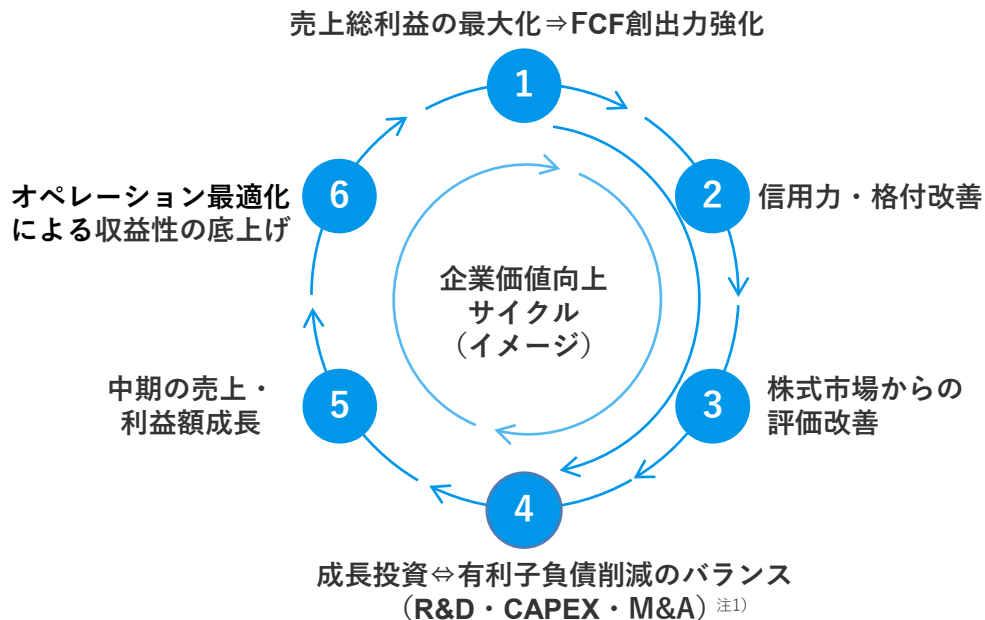 売上総利益の最大化⇒FCF創出力強化
1
2
信用力・格付改善
6
オペレーション最適化
による収益性の底上げ
企業価値向上
サイクル
（イメージ）
3
株式市場からの
評価改善
5
中期の売上・
利益額成長
4
成長投資⇔有利子負債削減のバランス
（R&D・CAPEX・M&A）注1)